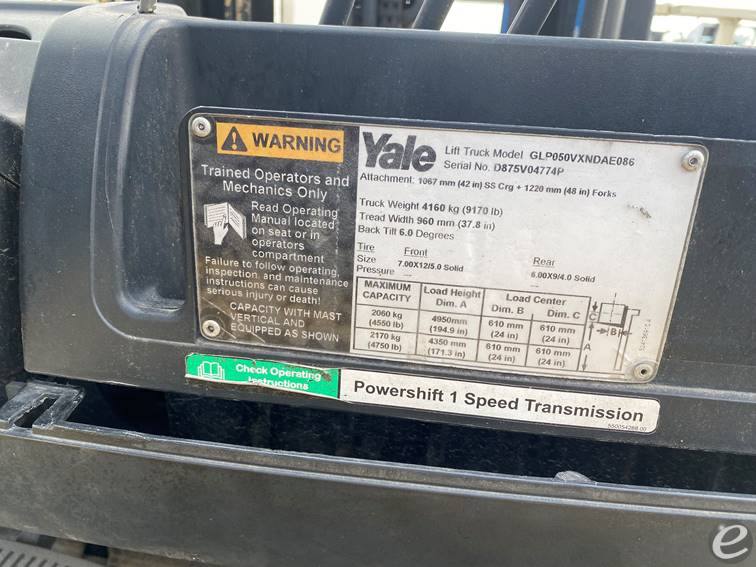 WARNING
Trained Operators and
Mechanics Only
Read Operating
Manual located
on seat or in
operators
compartment
Failure to follow operating,
inspection, and maintenance
instructions can cause
serious injury or death!
CAPACITY WITH MAST
VERTICAL AND
EQUIPPED AS SHOWN
Yale
Lift Truck Model GLP050VXNDAE086
Serial No. D875V04774P
Attachment: 1067 mm (42 in) SS Crg + 1220 mm (48 in) Forks
Truck Weight 4160 kg (9170 lb)
Tread Width 960 mm (37.8 in)
Back Tilt 6.0 Degrees
Tire Front Rear
Size 7.00X12/5.0 Solid 6.00X9/4.0 Solid
Pressure --- ---
MAXIMUM CAPACITY Load Height Dim. A Load Center Dim. B Dim. C
2060 kg (4550 lb) 4950mm (194.9 in) 610 mm (24 in) 610 mm (24 in)
2170 kg (4750 lb) 4350 mm (171.3 in) 610 mm (24 in) 610 mm (24 in)
C
B
A
Check Operating
Instructions
Powershift 1 Speed Transmission
550054288-00
e